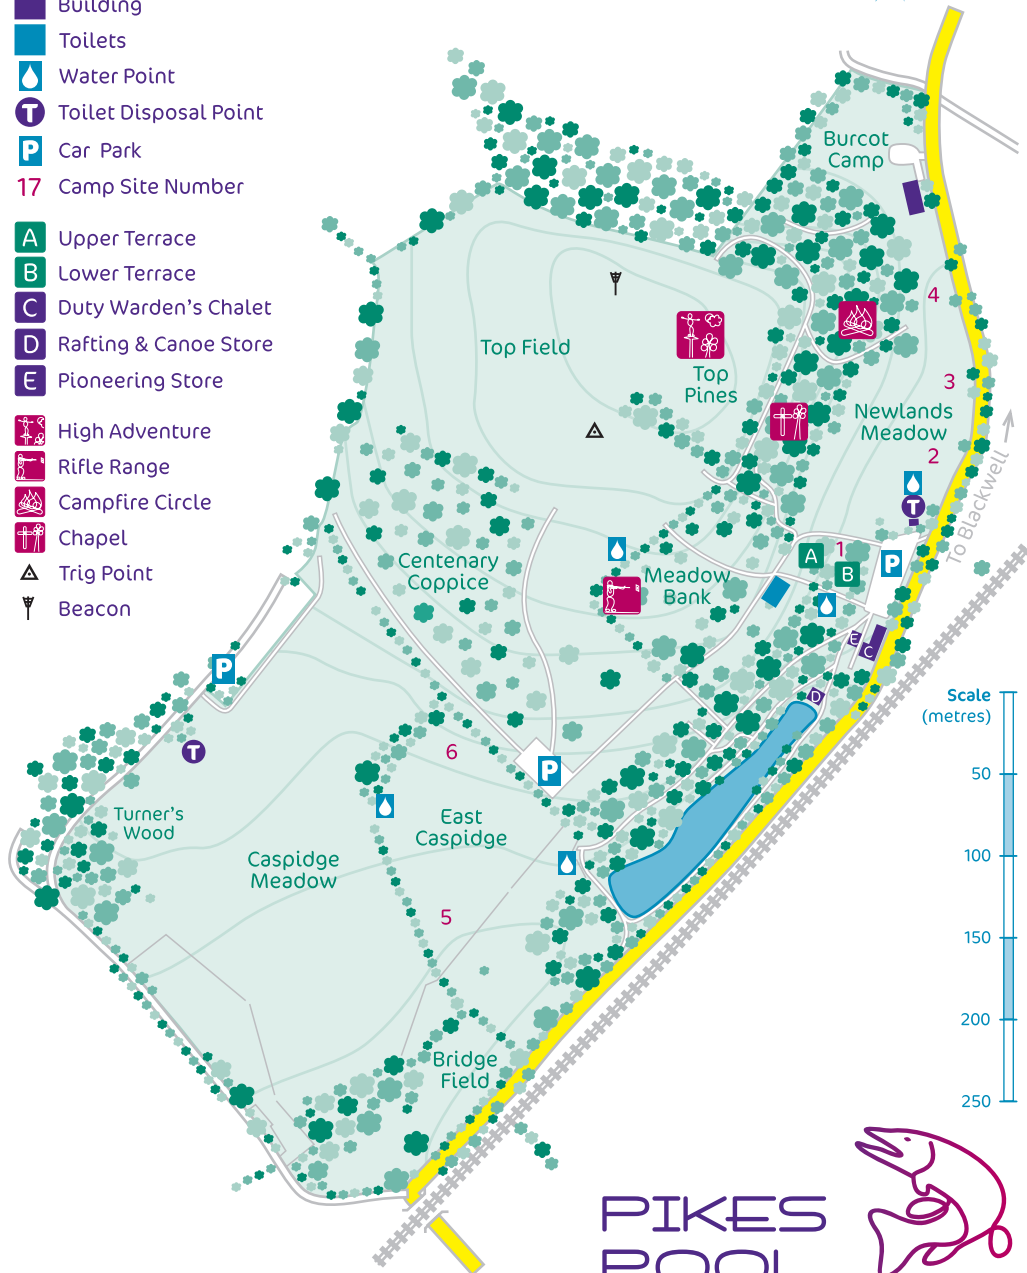 Building
Toilets
Water Point
T Toilet Disposal Point
P Car Park
17 Camp Site Number
A Upper Terrace
B Lower Terrace
C Duty Warden's Chalet
D Rafting & Canoe Store
E Pioneering Store
High Adventure
Rifle Range
Campfire Circle
Chapel
Trig Point
Beacon
Burcot
Camp
4
Top Field
Top
Pines
3
Newlands
Meadow
2
T
To Blackwell
Centenary
Coppice
Meadow
Bank
A
1
B
P
E
C
P
D
Scale
(metres)
50
100
150
200
250
T
6
P
Turner's
Wood
East
Caspidge
Caspidge
Meadow
5
Bridge
Field
PIKES
POOL